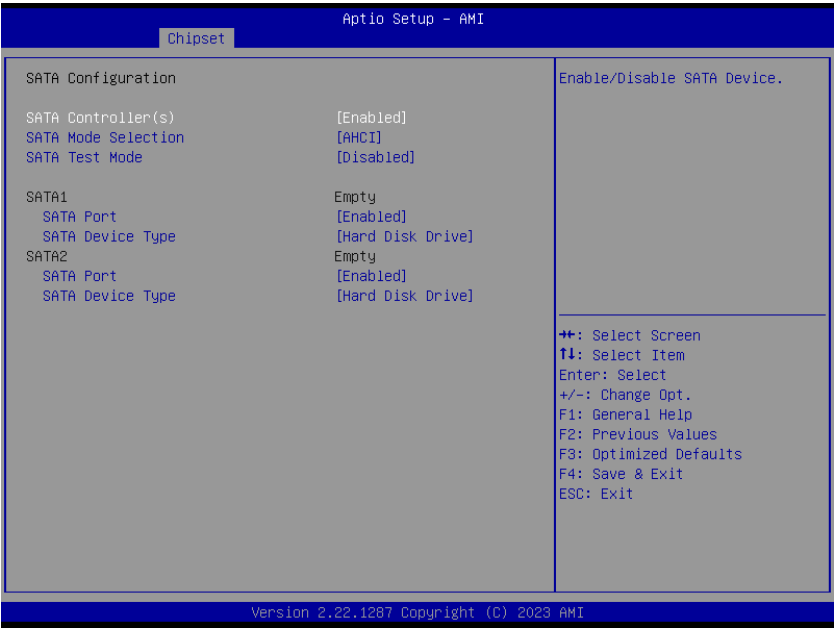 Aptio Setup – AMI
Chipset
SATA Configuration
SATA Controller(s) [Enabled]
SATA Mode Selection [AHCI]
SATA Test Mode [Disabled]
SATA1 Empty
SATA Port [Enabled]
SATA Device Type [Hard Disk Drive]
SATA2 Empty
SATA Port [Enabled]
SATA Device Type [Hard Disk Drive]
Enable/Disable SATA Device.
→←: Select Screen
↑↓: Select Item
Enter: Select
+/-: Change Opt.
F1: General Help
F2: Previous Values
F3: Optimized Defaults
F4: Save & Exit
ESC: Exit
Version 2.22.1287 Copyright (C) 2023 AMI